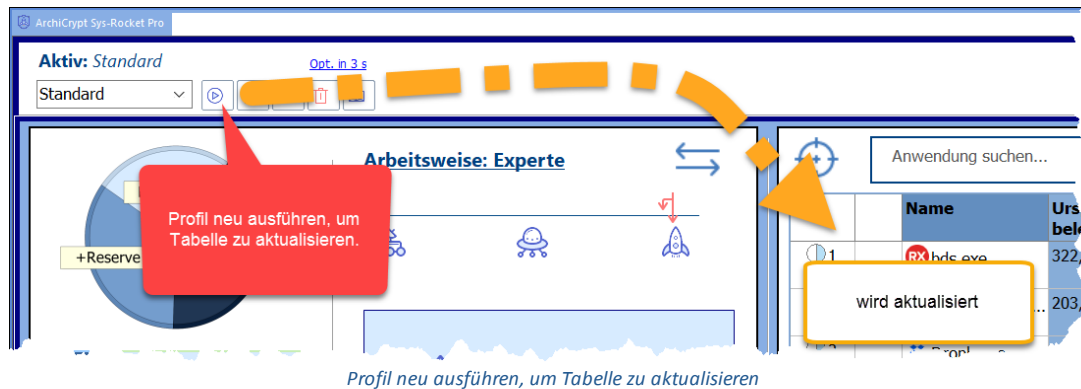 ArchiCrypt Sys-Rocket Pro
Aktiv: Standard
Opt. in 3 s
Standard
Arbeitsweise: Experte
Anwendung suchen...
Profil neu ausführen, um
Tabelle zu aktualisieren.
+Reserve
Name
1
RX bds.exe
322,
wird aktualisiert
... 203,
Profil neu ausführen, um Tabelle zu aktualisieren